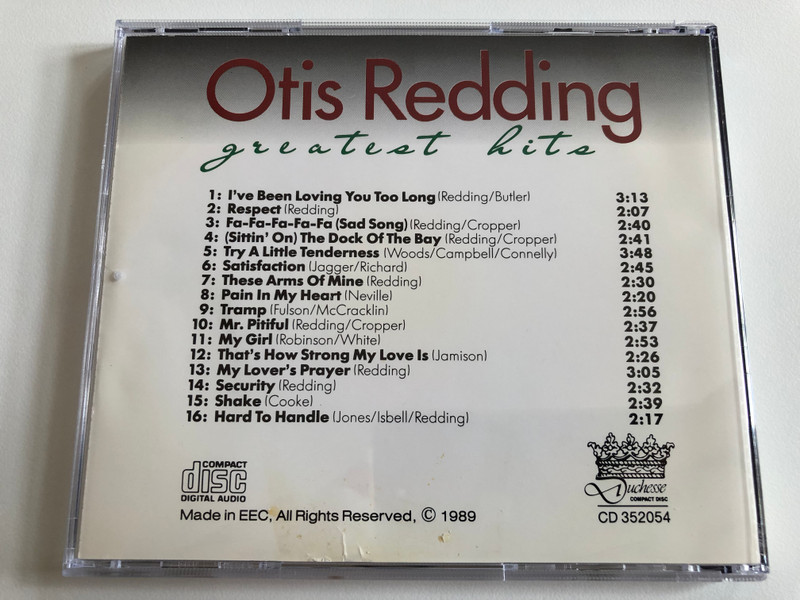 Otis Redding
greatest hits
1: I've Been Loving You Too Long (Redding/Butler) 3:13
2: Respect (Redding) 2:07
3: Fa-Fa-Fa-Fa-Fa (Sad Song) (Redding/Cropper) 2:40
4: (Sittin' On) The Dock Of The Bay (Redding/Cropper) 2:41
5: Try A Little Tenderness (Woods/Campbell/Connelly) 3:48
6: Satisfaction (Jagger/Richard) 2:45
7: These Arms Of Mine (Redding) 2:30
8: Pain In My Heart (Neville) 2:20
9: Tramp (Fulson/McCracklin) 2:56
10: Mr. Pitiful (Redding/Cropper) 2:37
11: My Girl (Robinson/White) 2:53
12: That's How Strong My Love Is (Jamison) 2:26
13: My Lover's Prayer (Redding) 3:05
14: Security (Redding) 2:32
15: Shake (Cooke) 2:39
16: Hard To Handle (Jones/Isbell/Redding) 2:17
COMPACT
disc
DIGITAL AUDIO
Duchesse
COMPACT DISC
Made in EEC, All Rights Reserved, © 1989
CD 352054